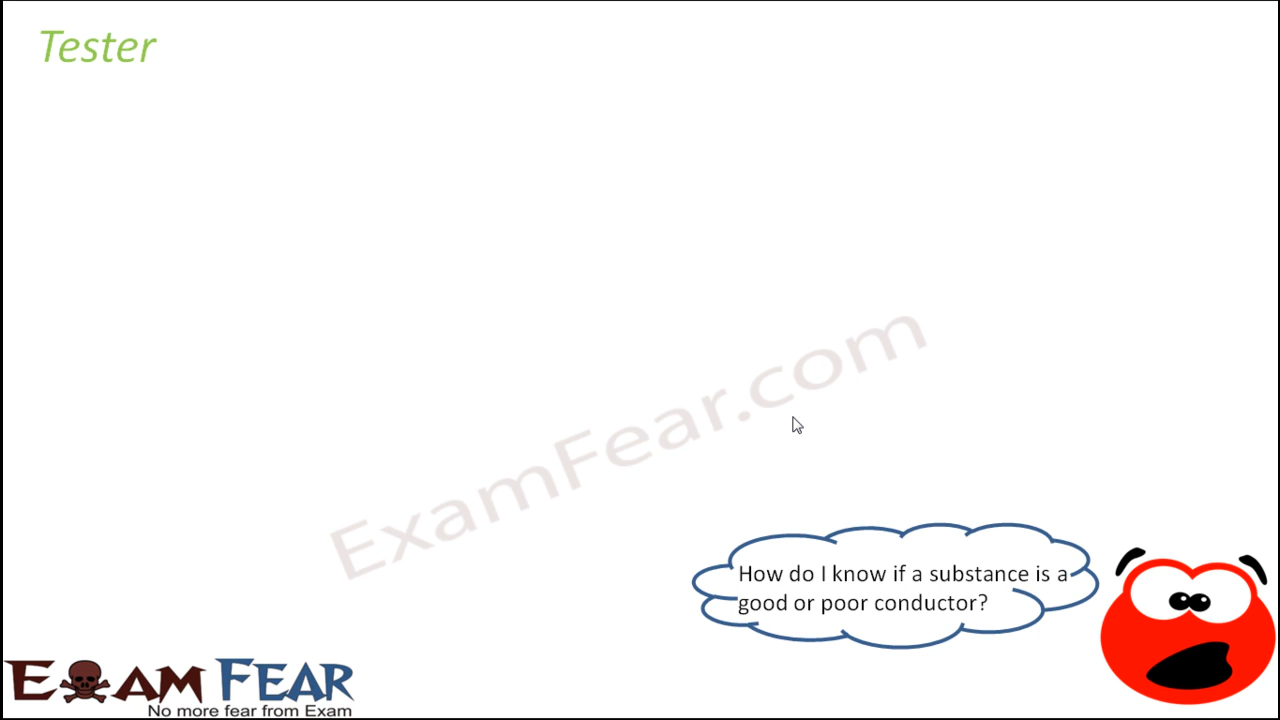 Tester
ExamFear.com
How do I know if a substance is a
good or poor conductor?
EXAM FEAR
No more fear from Exam